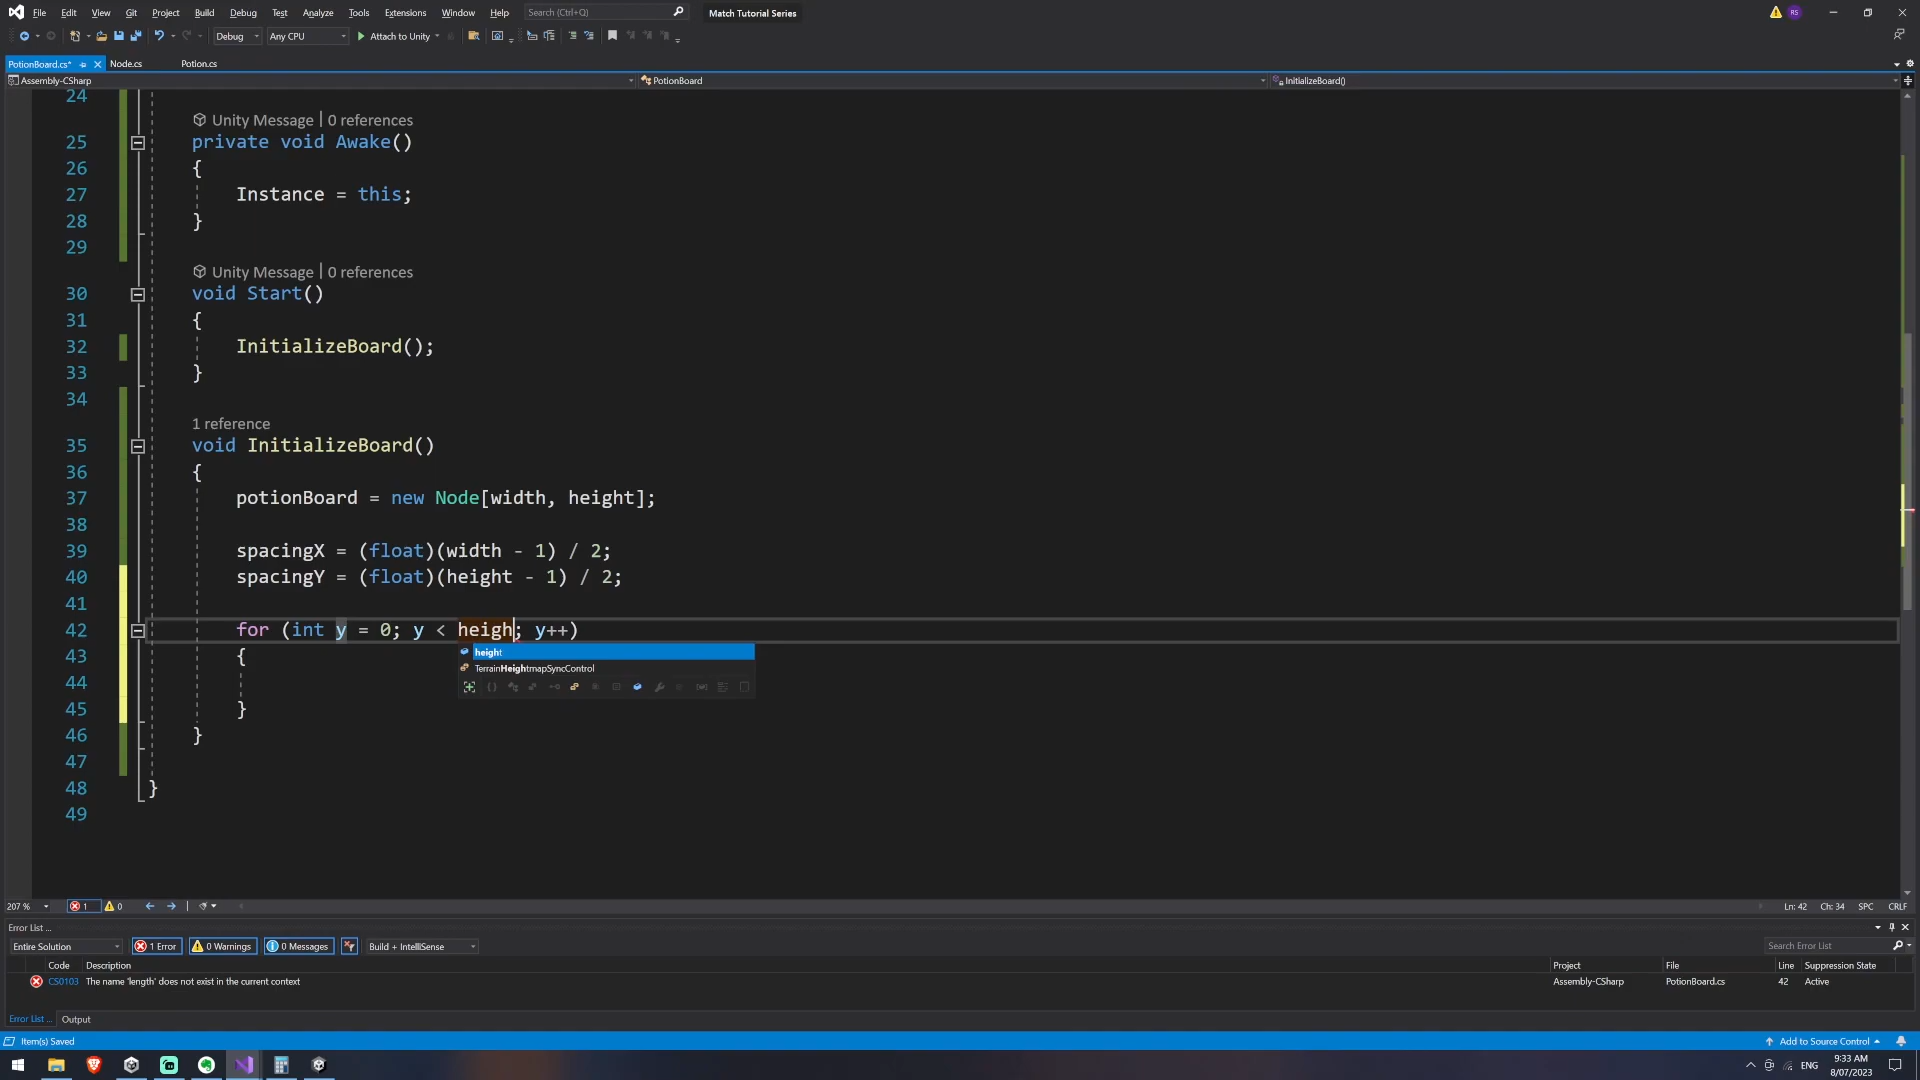 File Edit View Git Project Build Debug Test Analyze Tools Extensions Window Help Search (Ctrl+Q) Match Tutorial Series RS
Debug Any CPU Attach to Unity
PotionBoard.cs* Node.cs Potion.cs
Assembly-CSharp PotionBoard InitializeBoard()
24
Unity Message | 0 references
25 private void Awake()
26 {
27 Instance = this;
28 }
29
Unity Message | 0 references
30 void Start()
31 {
32 InitializeBoard();
33 }
34
1 reference
35 void InitializeBoard()
36 {
37 potionBoard = new Node[width, height];
38
39 spacingX = (float)(width - 1) / 2;
40 spacingY = (float)(height - 1) / 2;
41
42 for (int y = 0; y < heigh; y++)
height
43 {
TerrainHeightmapSyncControl
44
45 }
46 }
47
48 }
49
207 % 1 0 Ln: 42 Ch: 34 SPC CRLF
Error List ...
Entire Solution 1 Error 0 Warnings 0 Messages Build + IntelliSense Search Error List
Code Description Project File Line Suppression State
CS0103 The name 'length' does not exist in the current context Assembly-CSharp PotionBoard.cs 42 Active
Error List ... Output
Item(s) Saved Add to Source Control
ENG 9:33 AM
8/07/2023